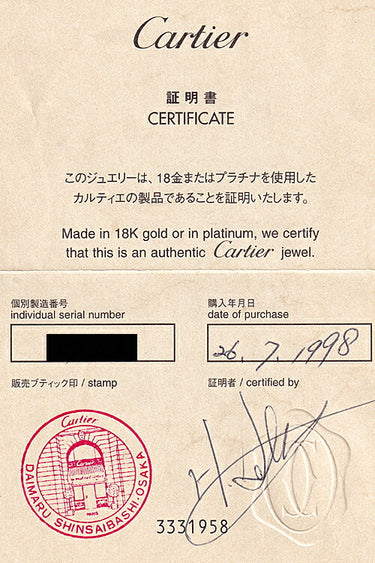 Cartier
証明書
CERTIFICATE
このジュエリーは、18金またはプラチナを使用した
カルティエの製品であることを証明いたします。
Made in 18K gold or in platinum, we certify
that this is an authentic Cartier jewel.
個別製造番号
individual serial number
購入年月日
date of purchase
26. 7. 1998
販売ブティック印 / stamp
証明者 / certified by
Cartier
Cartier
PARIS
DAIMARU SHINSAIBASHI·OSAKA
3331958